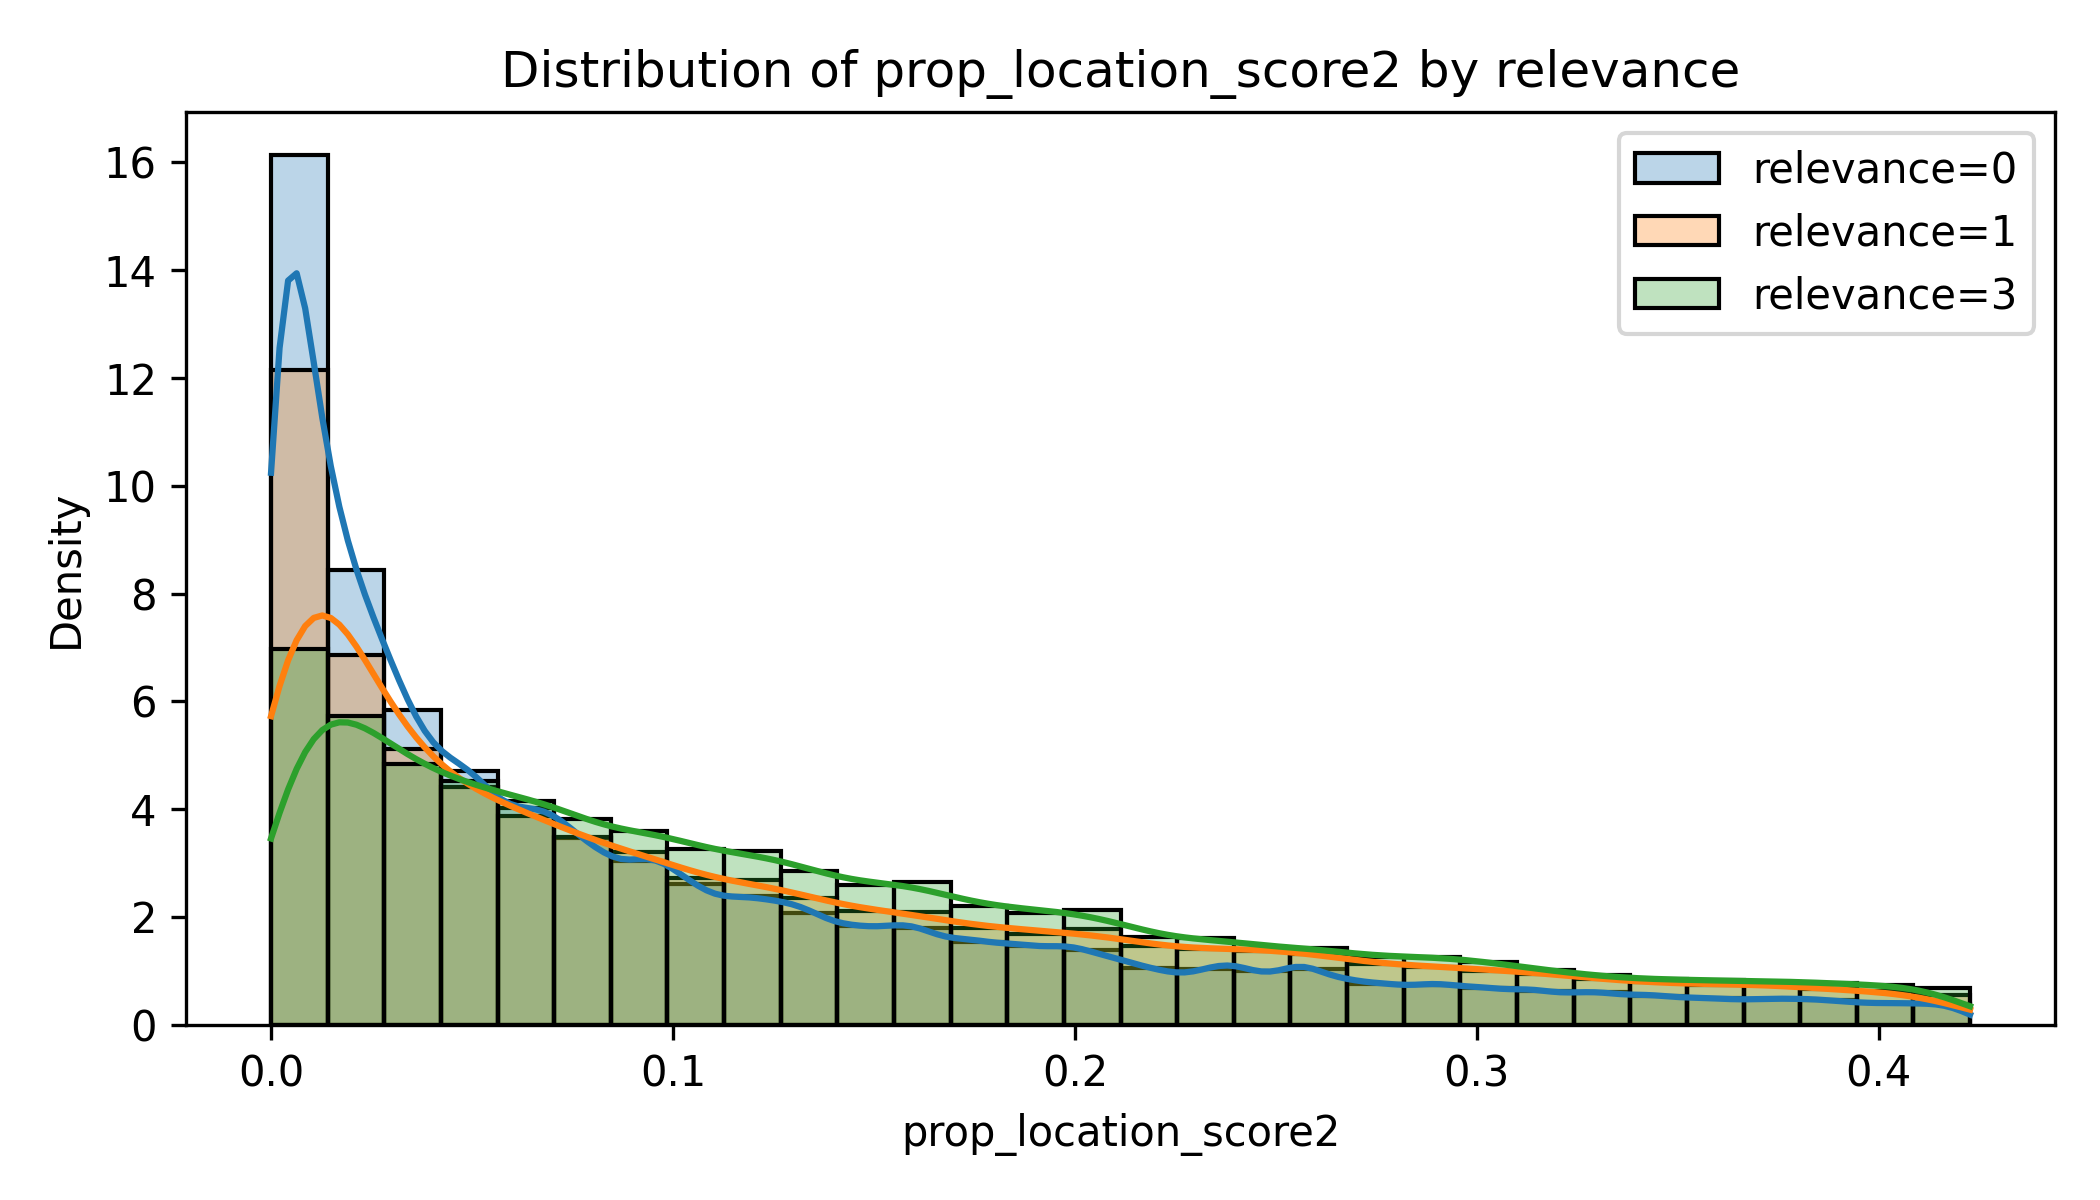 Distribution of prop_location_score2 by relevance
relevance=0
relevance=1
relevance=3
Density
16
14
12
10
8
6
4
2
0
0.0 0.1 0.2 0.3 0.4
prop_location_score2